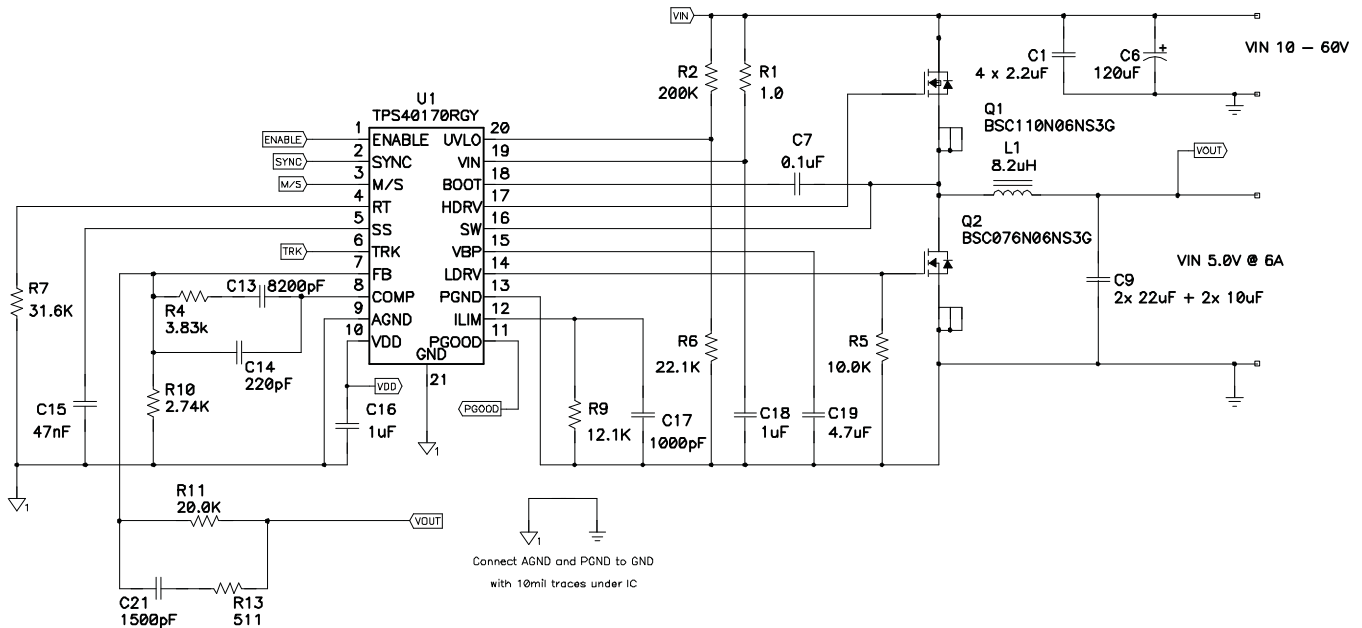 VIN
VIN 10 – 60V
C1
4 x 2.2uF
C6
120uF
+
R2
200K
R1
1.0
Q1
BSC110N06NS3G
U1
TPS40170RGY
C7
0.1uF
L1
8.2uH
VOUT
ENABLE
1
ENABLE
UVLO
20
SYNC
2
SYNC
VIN
19
M/S
3
M/S
BOOT
18
4
RT
HDRV
17
5
SS
SW
16
TRK
6
TRK
VBP
15
7
FB
LDRV
14
8
COMP
PGND
13
9
AGND
ILIM
12
10
VDD
PGOOD
11
GND
21
Q2
BSC076N06NS3G
VIN 5.0V @ 6A
C9
2x 22uF + 2x 10uF
R7
31.6K
R4
3.83k
C13
8200pF
C14
220pF
R10
2.74K
C15
47nF
VDD
C16
1uF
PGOOD
1
R9
12.1K
C17
1000pF
R6
22.1K
C18
1uF
C19
4.7uF
R5
10.0K
1
R11
20.0K
VOUT
C21
1500pF
R13
511
1
Connect AGND and PGND to GND
with 10mil traces under IC